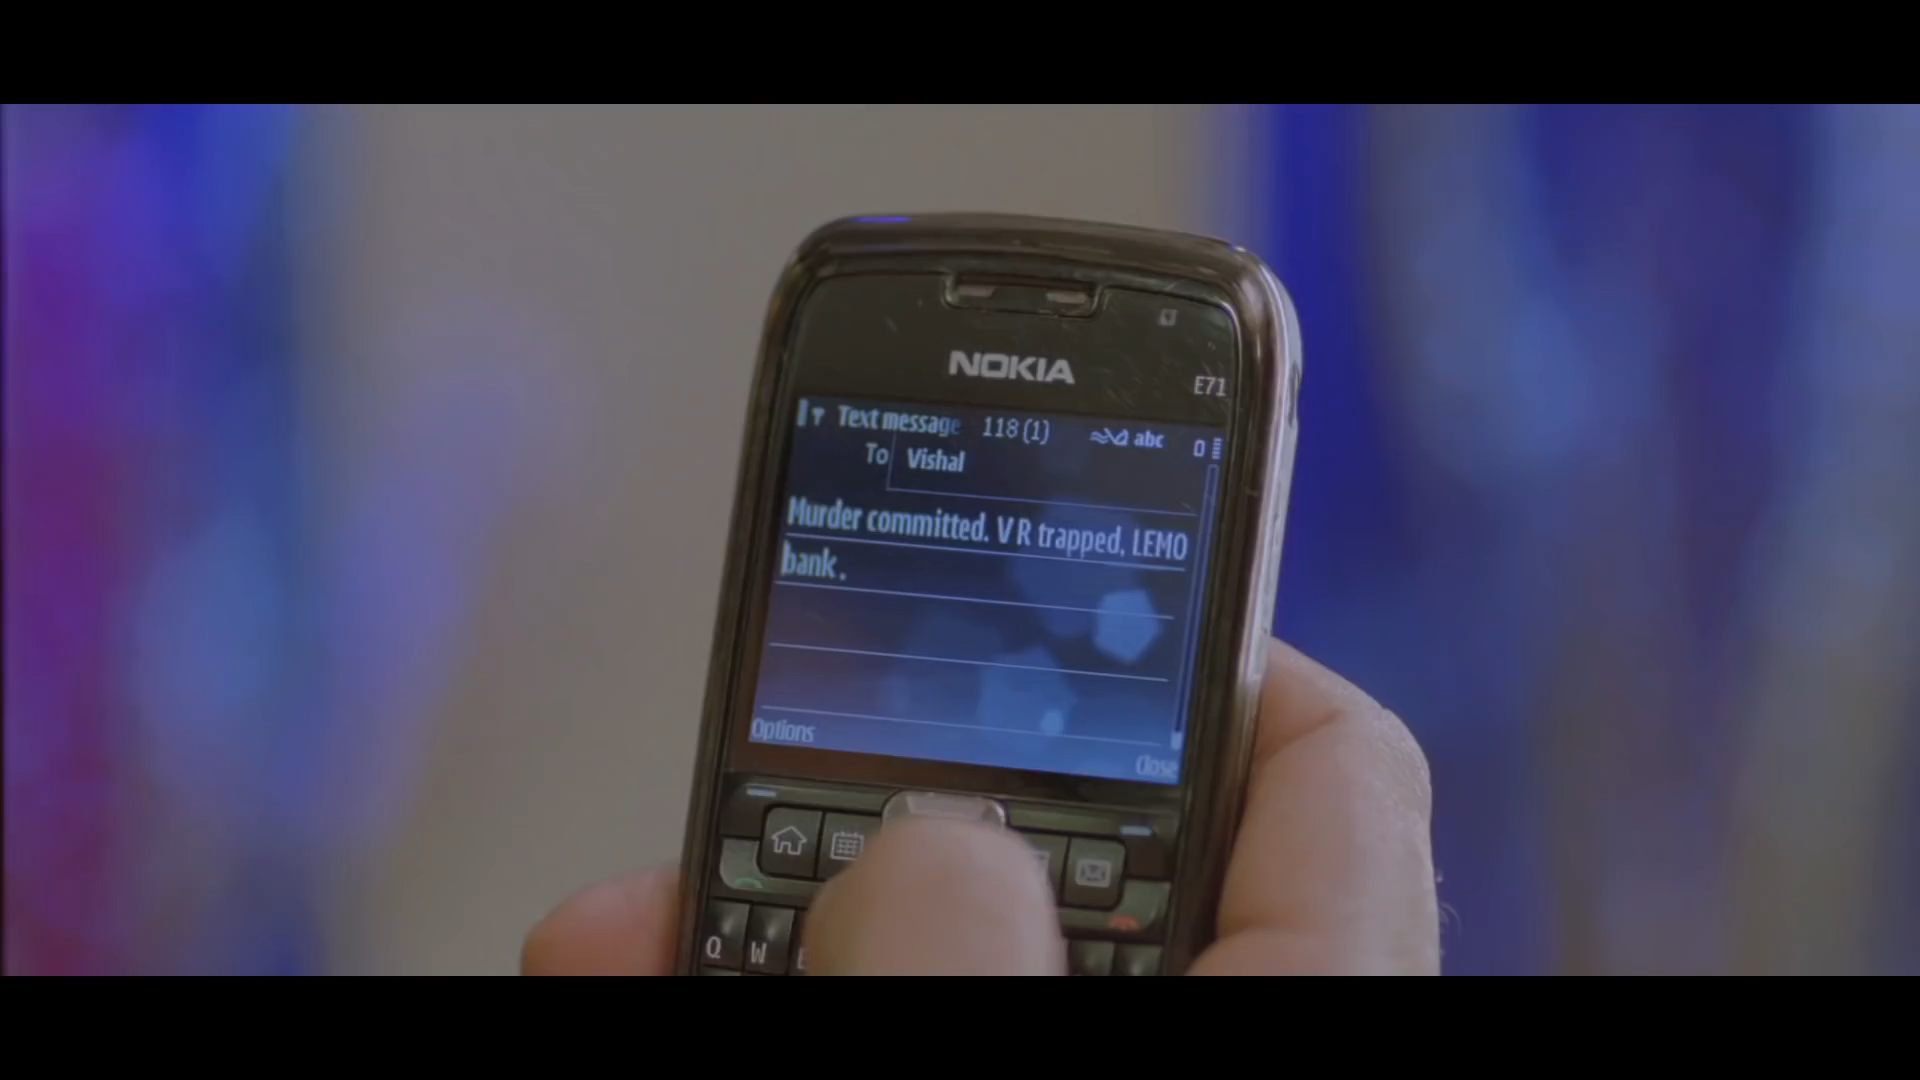 NOKIA
E71
Text message 118 (1) abc
To Vishal
Murder committed. V R trapped, LEMO
bank .
Options
Close
Q W